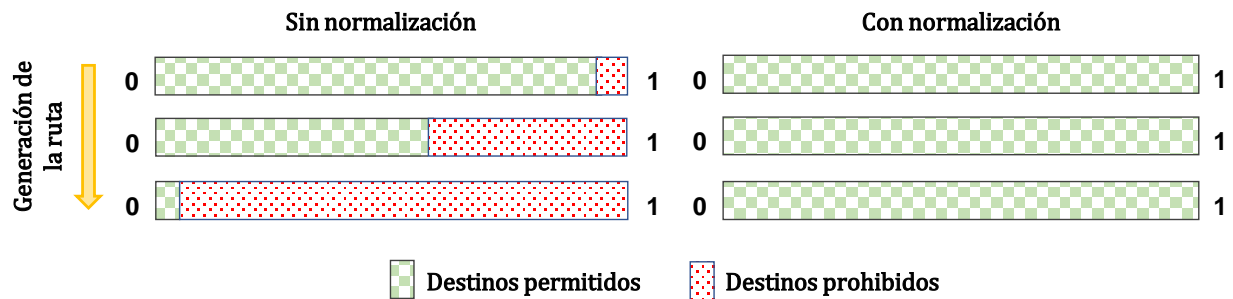 Sin normalización
Con normalización
Generación de
la ruta
0
1
0
1
0
1
0
1
0
1
0
1
Destinos permitidos
Destinos prohibidos